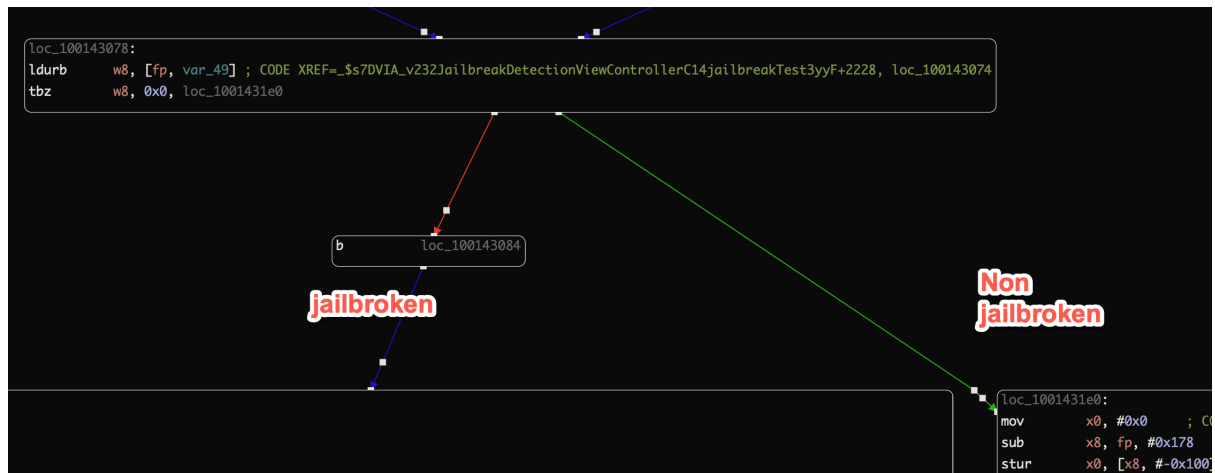 loc_100143078:
ldurb w8, [fp, var_49] ; CODE XREF=_$s7DVIA_v232JailbreakDetectionViewControllerC14jailbreakTest3yyF+2228, loc_100143074
tbz w8, 0x0, loc_1001431e0
b loc_100143084
jailbroken
Non
jailbroken
loc_1001431e0:
mov x0, #0x0 ; CO
sub x8, fp, #0x178
stur x0, [x8, #-0x100]